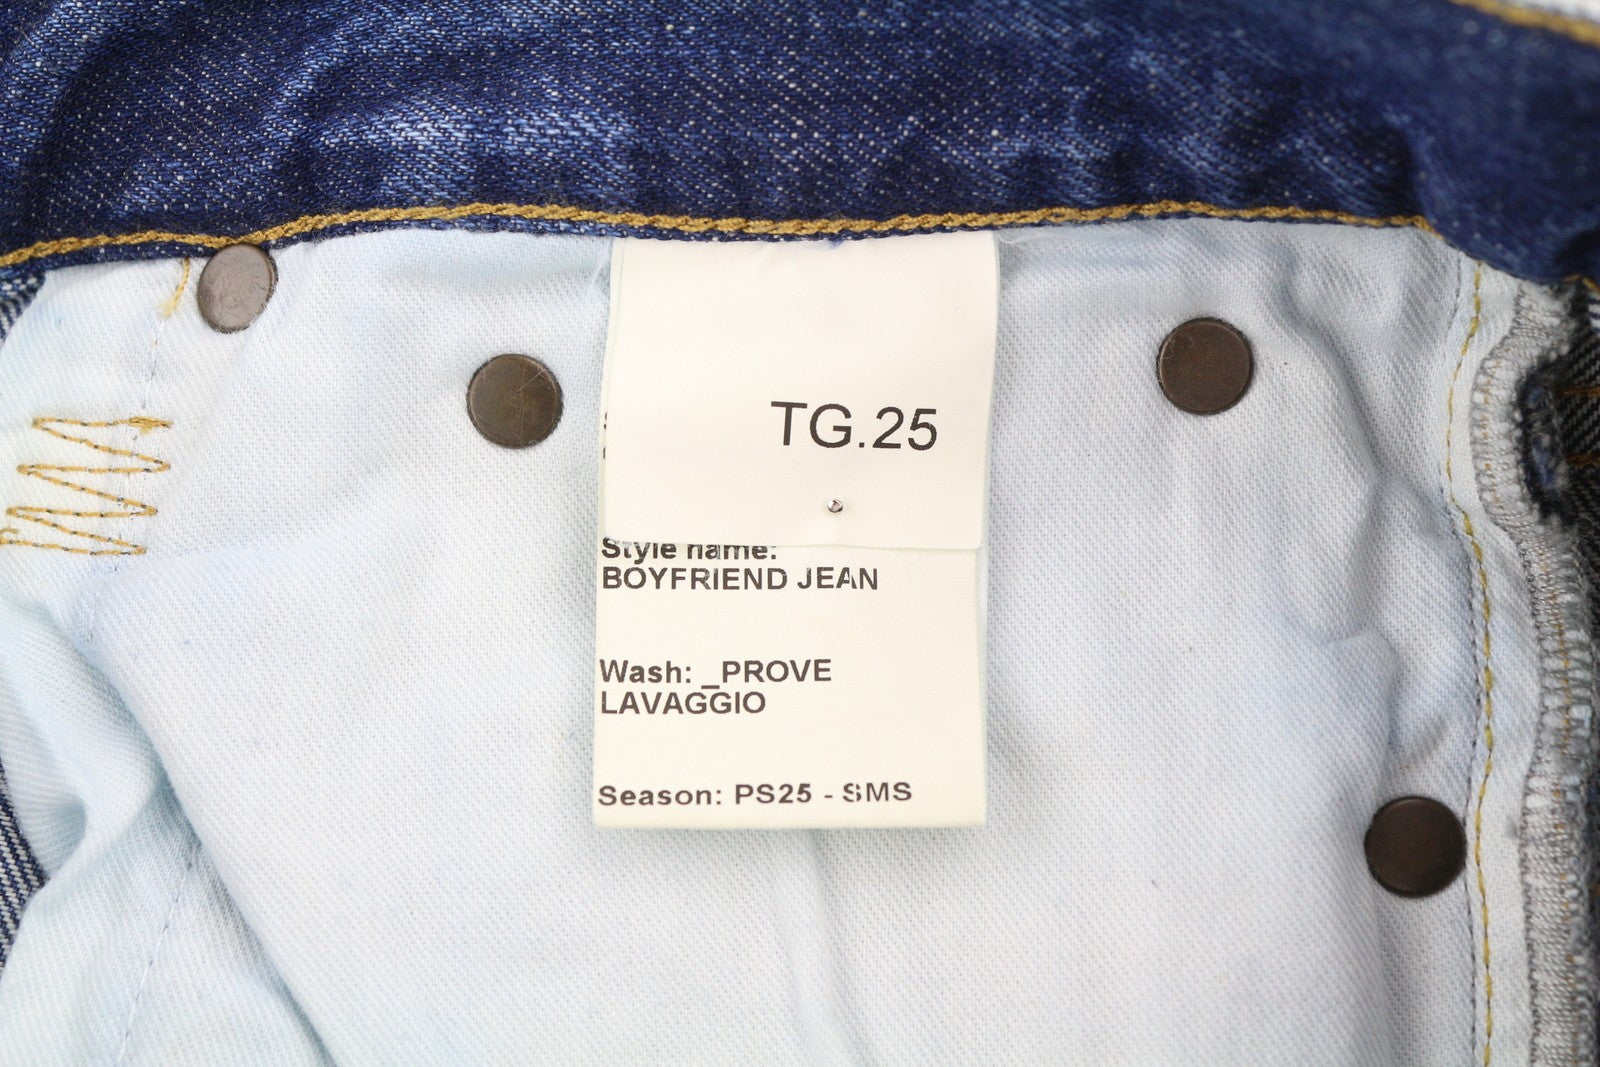 TG.25
Style name:
BOYFRIEND JEAN
Wash: _PROVE
LAVAGGIO
Season: PS25 - SMS